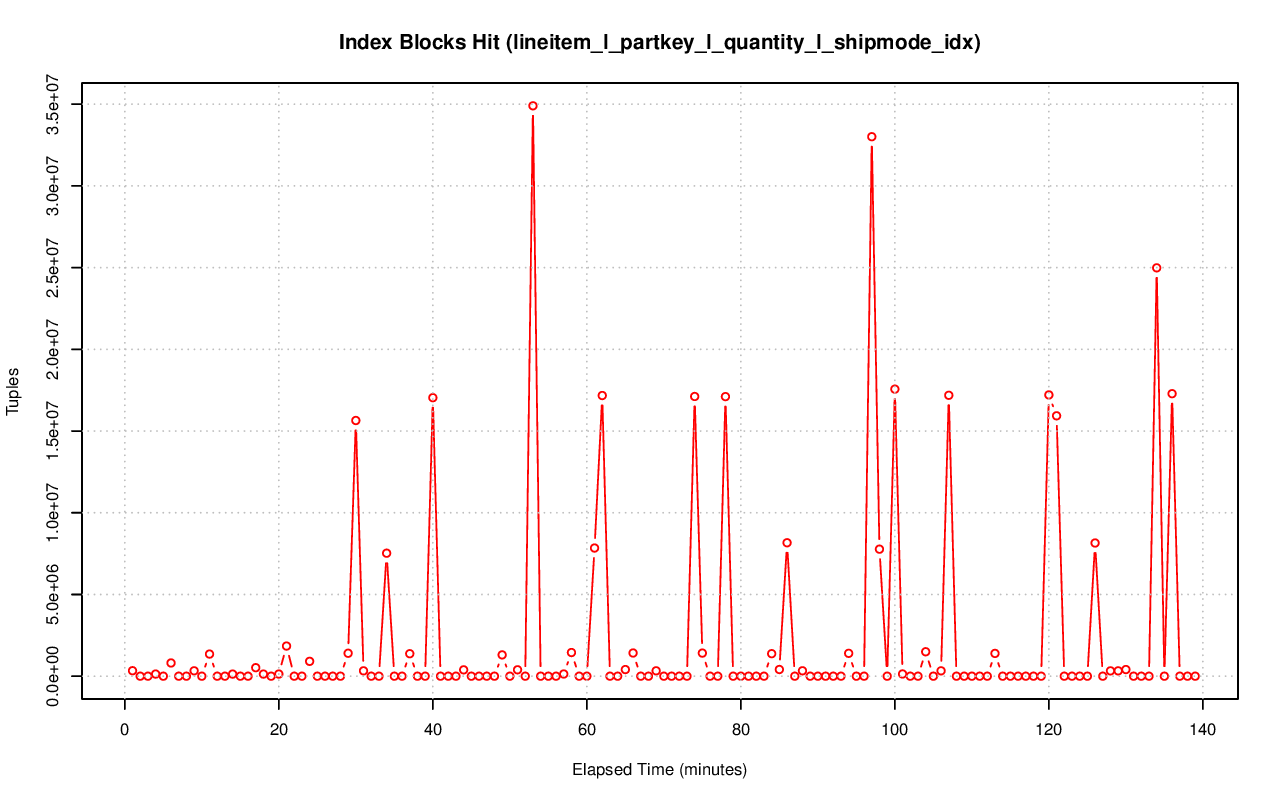 Index Blocks Hit (lineitem_l_partkey_l_quantity_l_shipmode_idx)
Tuples
3.5e+07
3.0e+07
2.5e+07
2.0e+07
1.5e+07
1.0e+07
5.0e+06
0.0e+00
0 20 40 60 80 100 120 140
Elapsed Time (minutes)